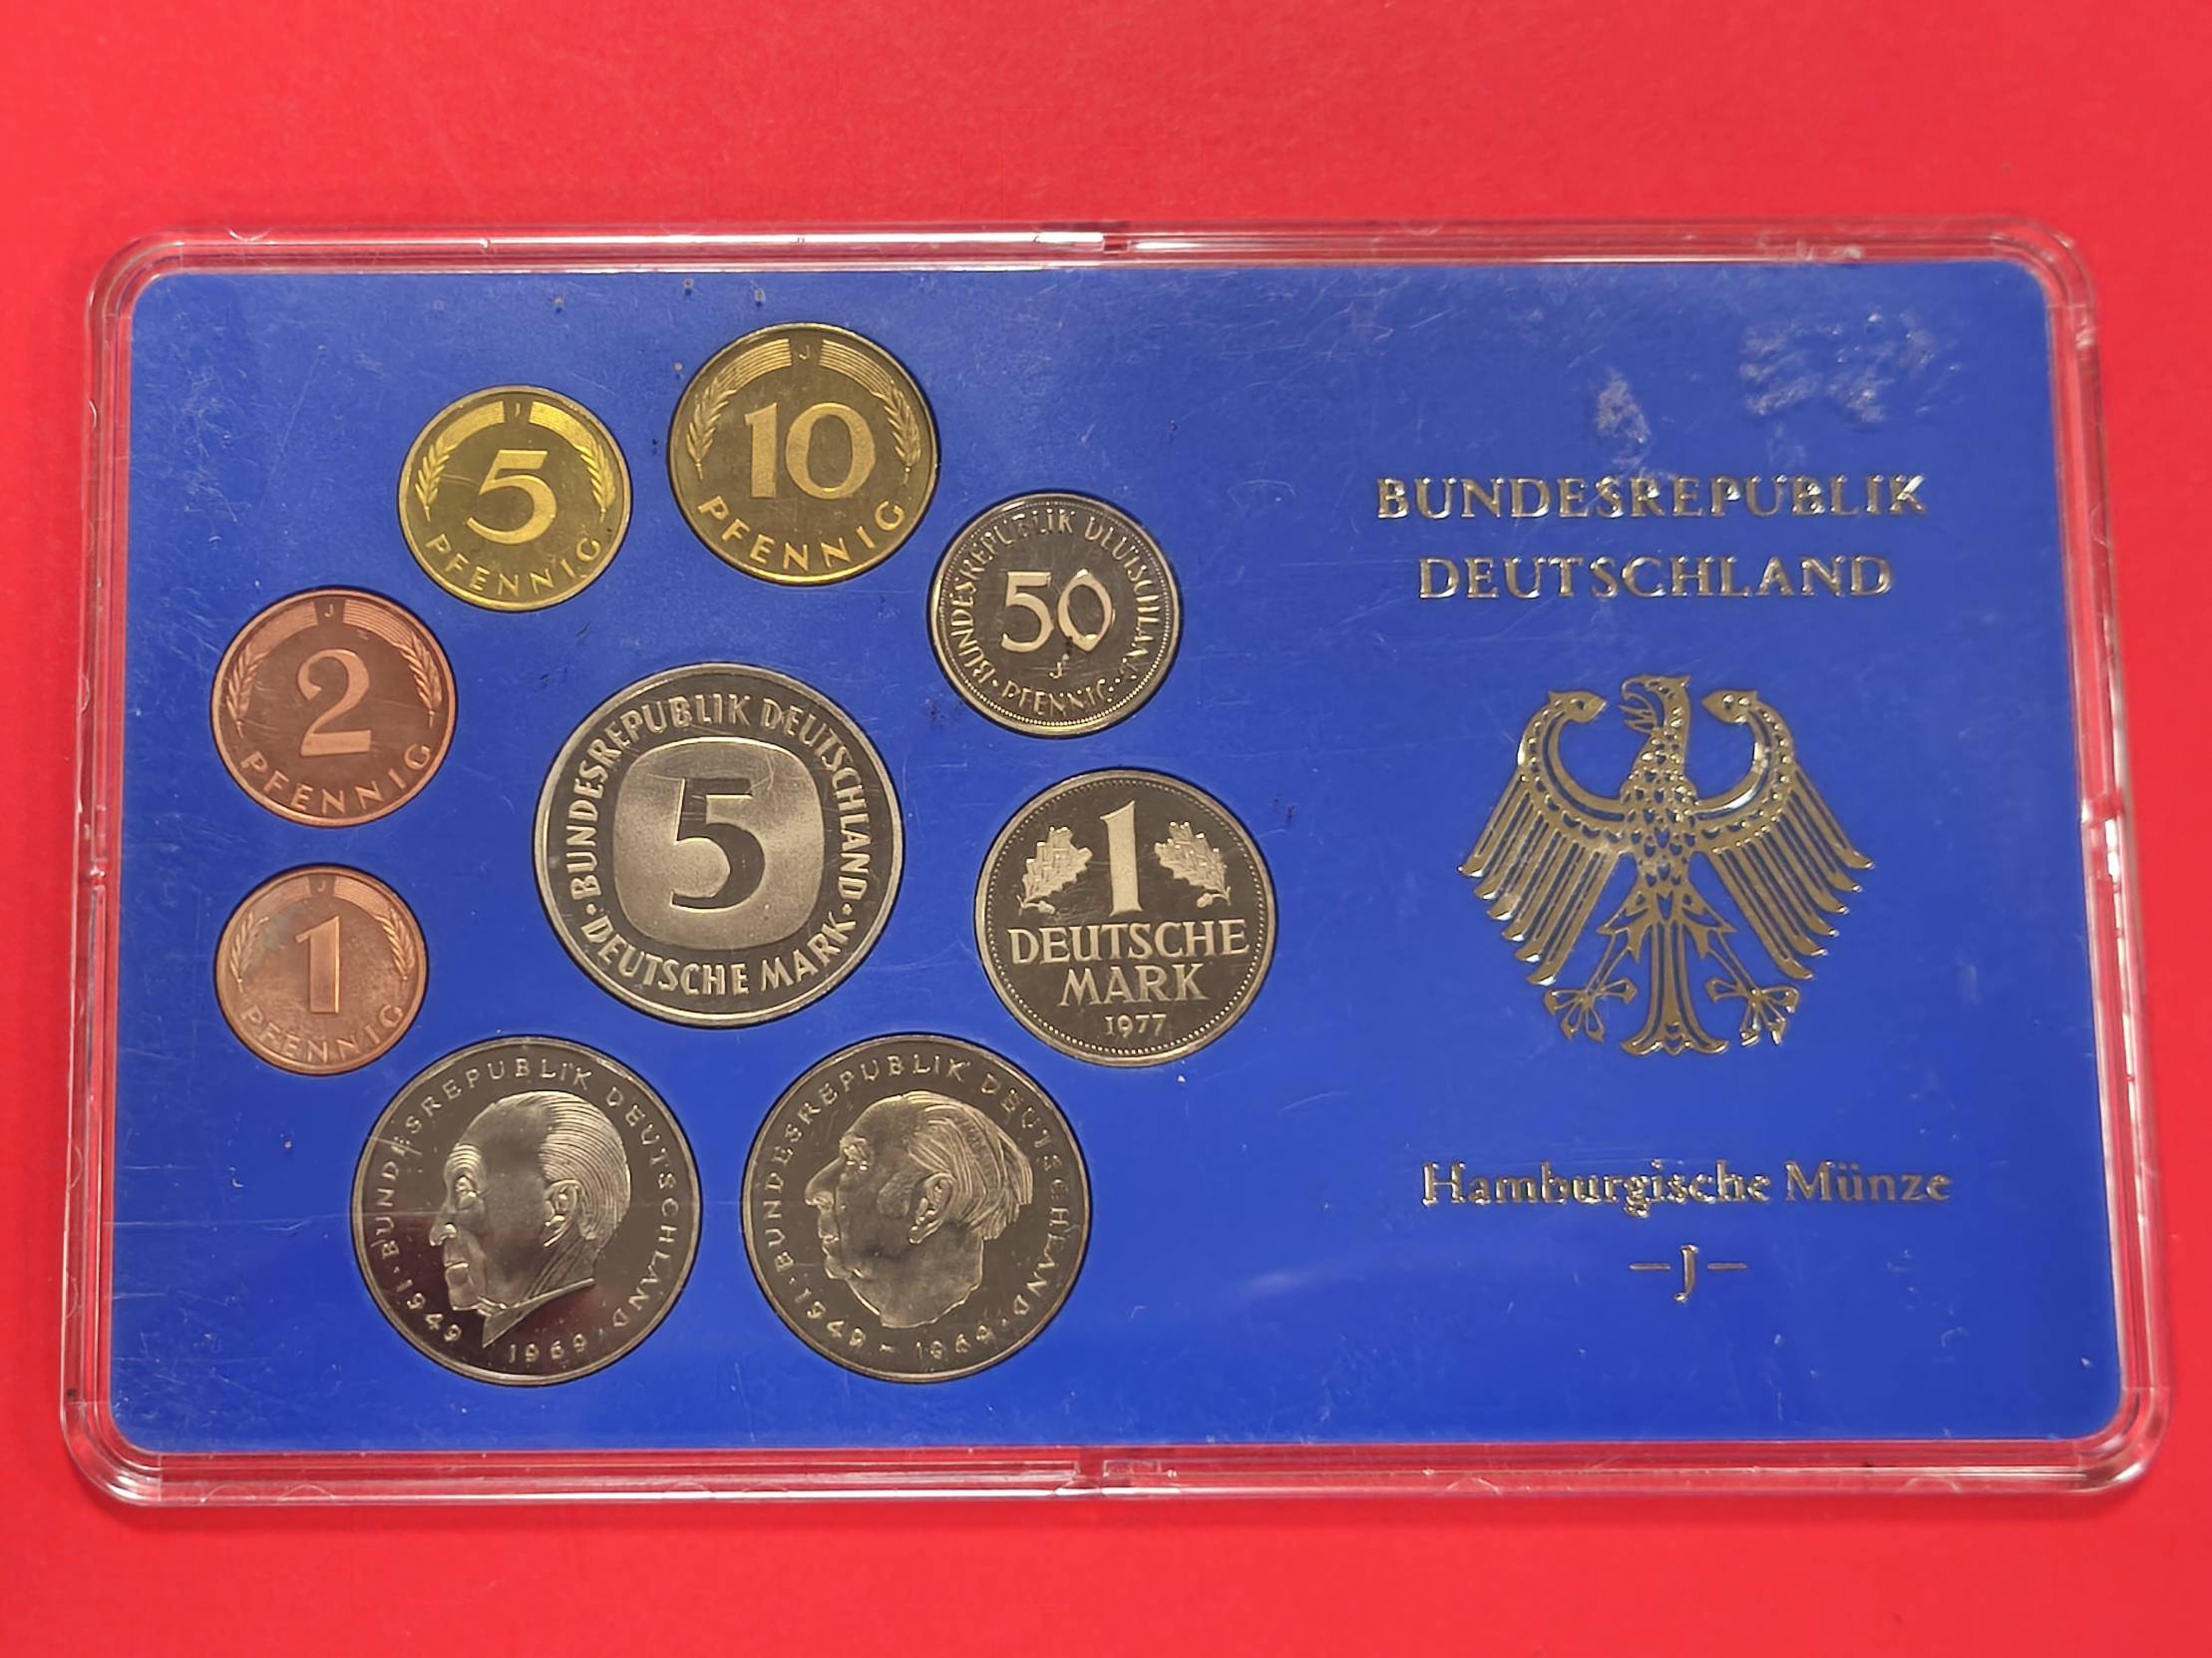 J
5
PFENNIG
J
10
PFENNIG
BUNDESREPUBLIK DEUTSCHLAND
50
J
PFENNIG
J
2
PFENNIG
BUNDESREPUBLIK DEUTSCHLAND
5
DEUTSCHE MARK
1
DEUTSCHE
MARK
1977
J
1
PFENNIG
BUNDESREPUBLIK DEUTSCHLAND
1949 1969
BUNDESREPUBLIK DEUTSCHLAND
1949 - 1969
BUNDESREPUBLIK
DEUTSCHLAND
Hamburgische Münze
— J —